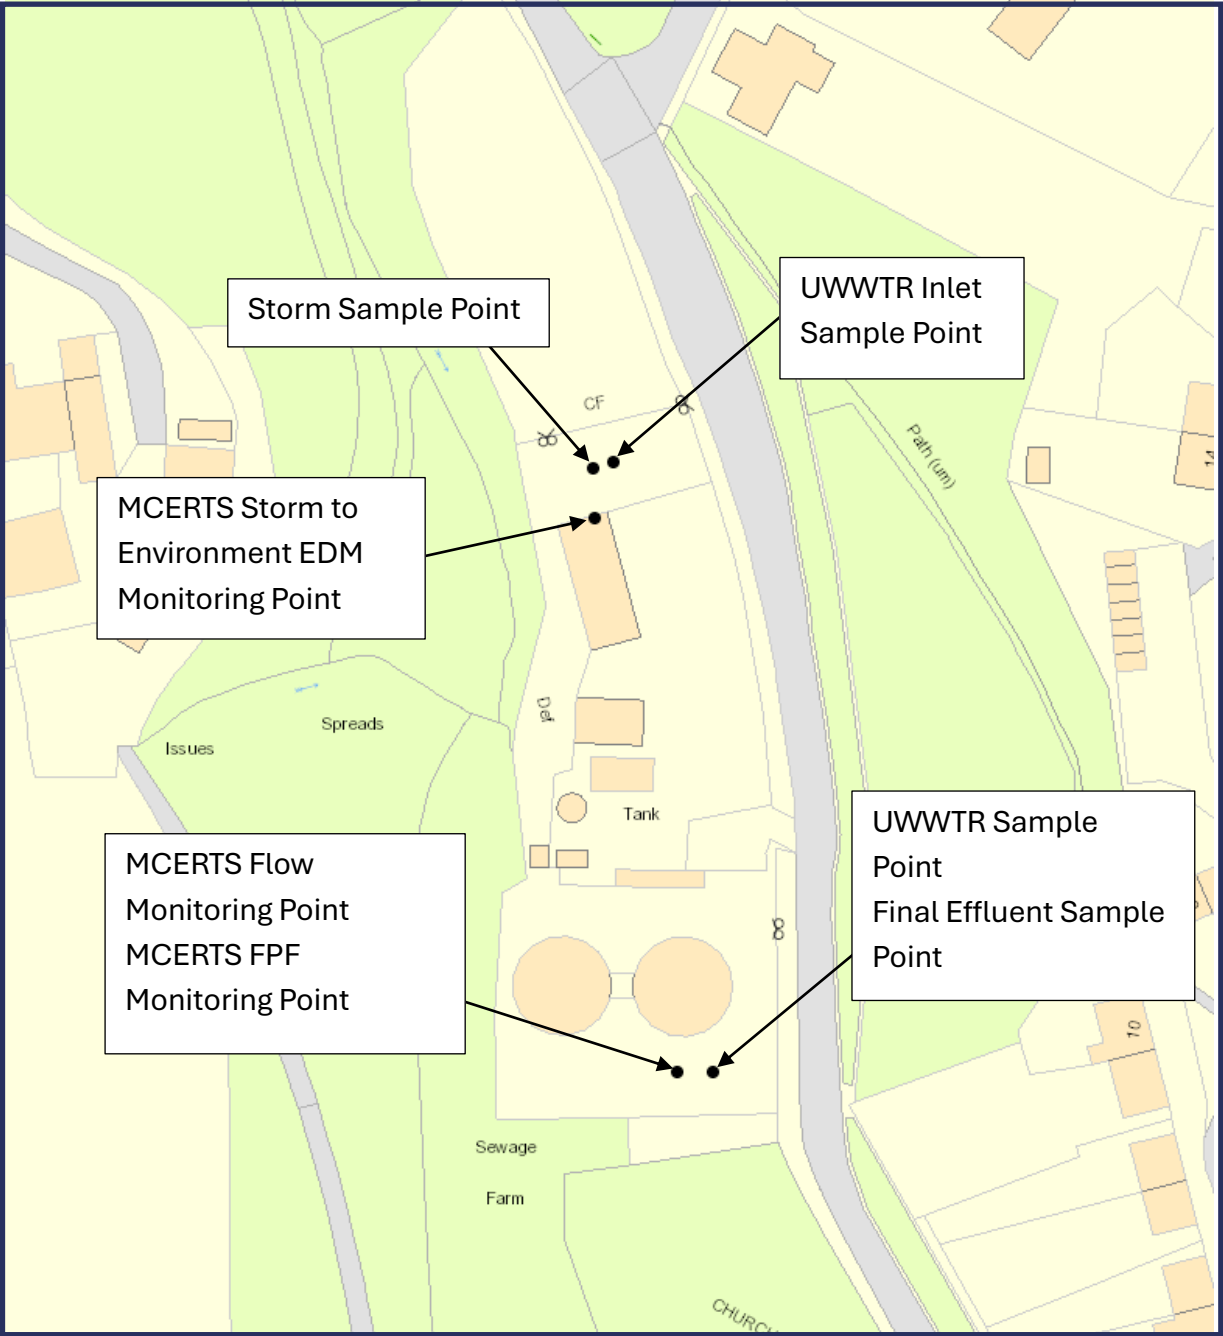 Storm Sample Point
UWWTR Inlet
Sample Point
CF
Path (um)
14
MCERTS Storm to
Environment EDM
Monitoring Point
Def
Spreads
Issues
Tank
MCERTS Flow
Monitoring Point
MCERTS FPF
Monitoring Point
UWWTR Sample
Point
Final Effluent Sample
Point
10
Sewage
Farm